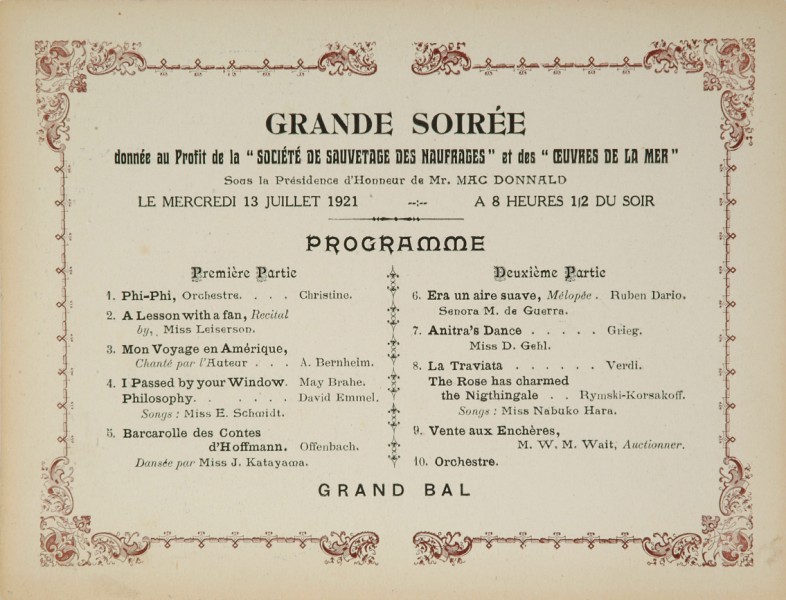 GRANDE SOIRÉE
donnée au Profit de la "SOCIÉTÉ DE SAUVETAGE DES NAUFRAGES" et des "ŒUVRES DE LA MER"
Sous la Présidence d'Honneur de Mr. MAC DONNALD
LE MERCREDI 13 JUILLET 1921 --:-- A 8 HEURES 1/2 DU SOIR
PROGRAMME
Première Partie
1. Phi-Phi, Orchestre. . . . Christine.
2. A Lesson with a fan, Recital
by, Miss Leiserson.
3. Mon Voyage en Amérique,
Chanté par l'Auteur . . . A. Bernheim.
4. I Passed by your Window. May Brahe.
Philosophy. . . . . . David Emmel.
Songs : Miss E. Schmidt.
5. Barcarolle des Contes
d'Hoffmann. Offenbach.
Dansée par Miss J. Katayama.
Deuxième Partie
6. Era un aire suave, Mélopée . Ruben Dario.
Senora M. de Guerra.
7. Anitra's Dance . . . . . Grieg.
Miss D. Gehl.
8. La Traviata . . . . . . Verdi.
The Rose has charmed
the Nigthingale . . Rymski-Korsakoff.
Songs : Miss Nabuko Hara.
9. Vente aux Enchères,
M. W. M. Wait, Auctionner.
10. Orchestre.
GRAND BAL